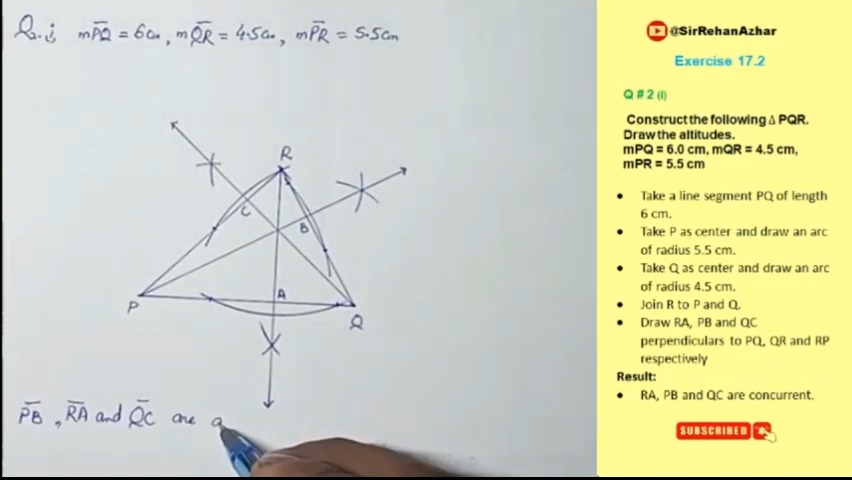 Q2.i mPQ = 6cm, mQR = 4.5cm, mPR = 5.5cm
R
C
B
A
P
Q
PB, RA and QC are a
@SirRehanAzhar
Exercise 17.2
Q # 2 (I)
Construct the following Δ PQR.
Draw the altitudes.
mPQ = 6.0 cm, mQR = 4.5 cm,
mPR = 5.5 cm
• Take a line segment PQ of length
6 cm.
• Take P as center and draw an arc
of radius 5.5 cm.
• Take Q as center and draw an arc
of radius 4.5 cm.
• Join R to P and Q.
• Draw RA, PB and QC
perpendiculars to PQ, QR and RP
respectively
Result:
• RA, PB and QC are concurrent.
SUBSCRIBED